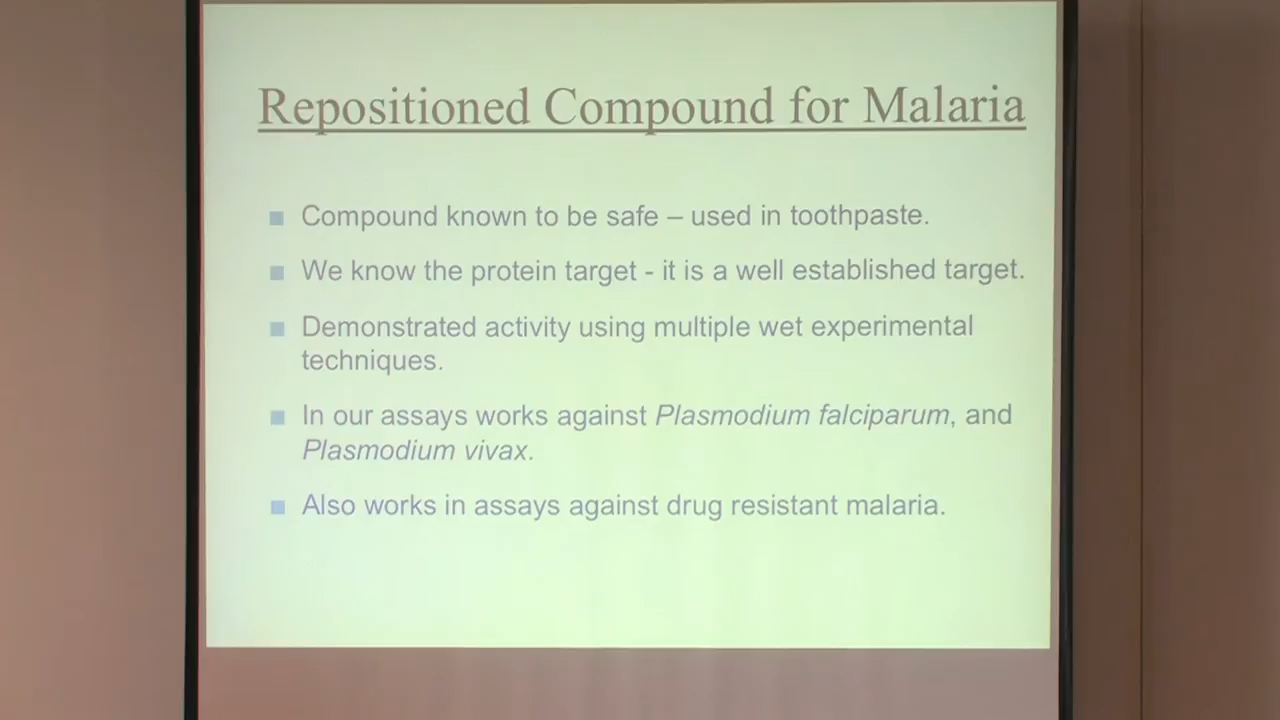 Repositioned Compound for Malaria
Compound known to be safe – used in toothpaste.
We know the protein target - it is a well established target.
Demonstrated activity using multiple wet experimental
techniques.
In our assays works against Plasmodium falciparum, and
Plasmodium vivax.
Also works in assays against drug resistant malaria.